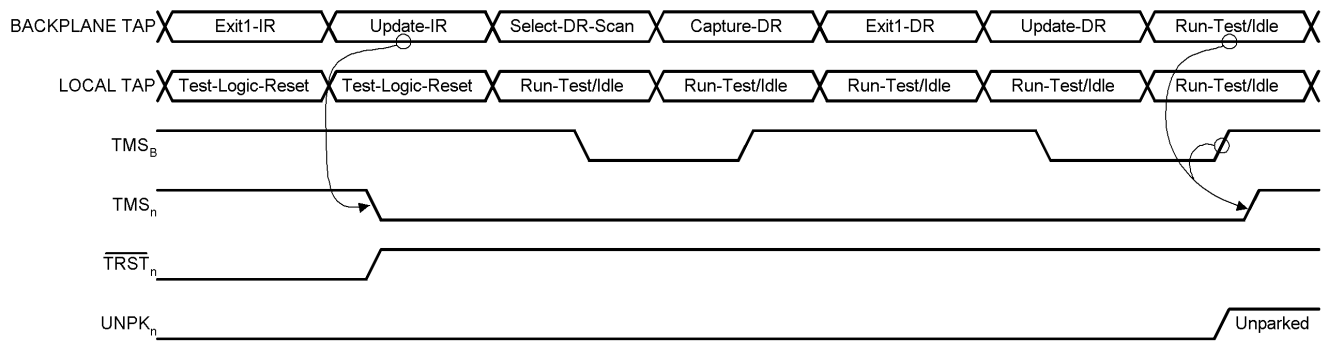 BACKPLANE TAP Exit1-IR Update-IR Select-DR-Scan Capture-DR Exit1-DR Update-DR Run-Test/Idle
LOCAL TAP Test-Logic-Reset Test-Logic-Reset Run-Test/Idle Run-Test/Idle Run-Test/Idle Run-Test/Idle Run-Test/Idle
TMSB
TMSn
TRSTn
UNPKn Unparked